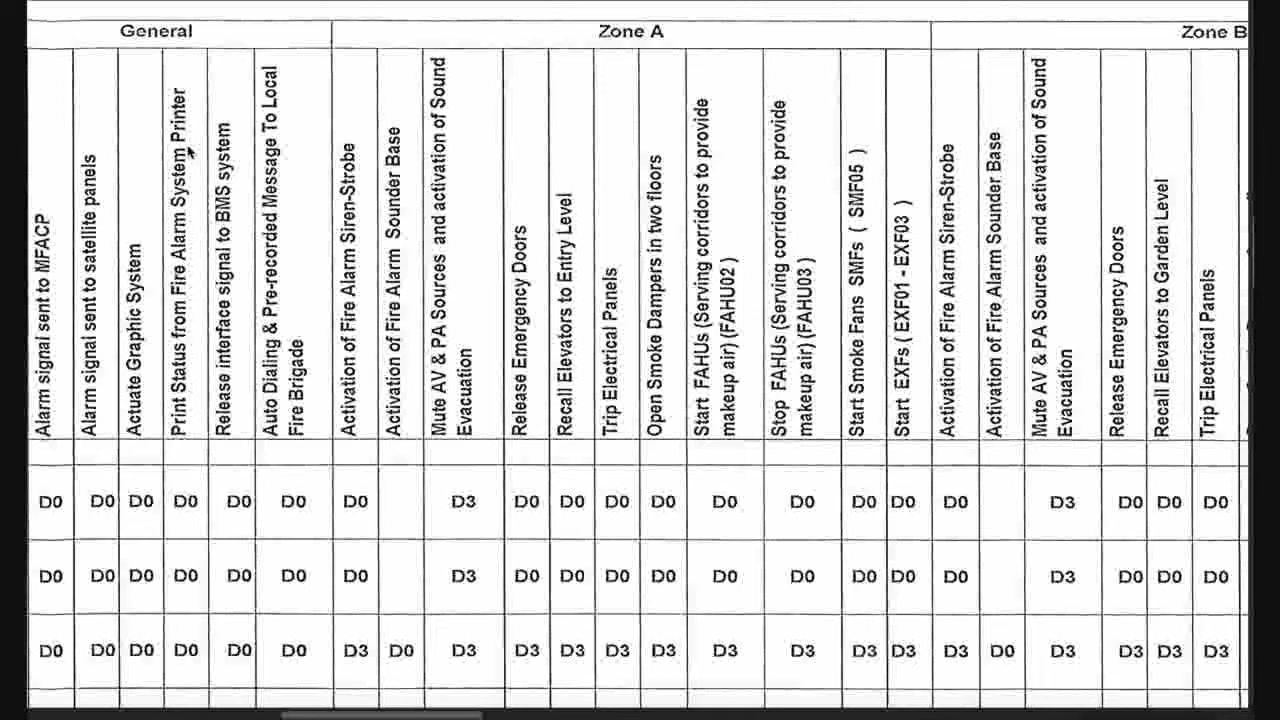 General Zone A Zone B
Alarm signal sent to MFACP
Alarm signal sent to satellite panels
Actuate Graphic System
Print Status from Fire Alarm System Printer
Release interface signal to BMS system
Auto Dialing & Pre-recorded Message To Local
Fire Brigade
Activation of Fire Alarm Siren-Strobe
Activation of Fire Alarm Sounder Base
Mute AV & PA Sources and activation of Sound
Evacuation
Release Emergency Doors
Recall Elevators to Entry Level
Trip Electrical Panels
Open Smoke Dampers in two floors
Start FAHUs (Serving corridors to provide
makeup air) (FAHU02 )
Stop FAHUs (Serving corridors to provide
makeup air) (FAHU03 )
Start Smoke Fans SMFs ( SMF05 )
Start EXFs ( EXF01 - EXF03 )
Activation of Fire Alarm Siren-Strobe
Activation of Fire Alarm Sounder Base
Mute AV & PA Sources and activation of Sound
Evacuation
Release Emergency Doors
Recall Elevators to Garden Level
Trip Electrical Panels
D0 D0 D0 D0 D0 D0 D0 D3 D0 D0 D0 D0 D0 D0 D0 D0 D0 D3 D0 D0 D0
D0 D0 D0 D0 D0 D0 D0 D3 D0 D0 D0 D0 D0 D0 D0 D0 D0 D3 D0 D0 D0
D0 D0 D0 D0 D0 D0 D3 D0 D3 D3 D3 D3 D3 D3 D3 D3 D3 D3 D0 D3 D3 D3 D3